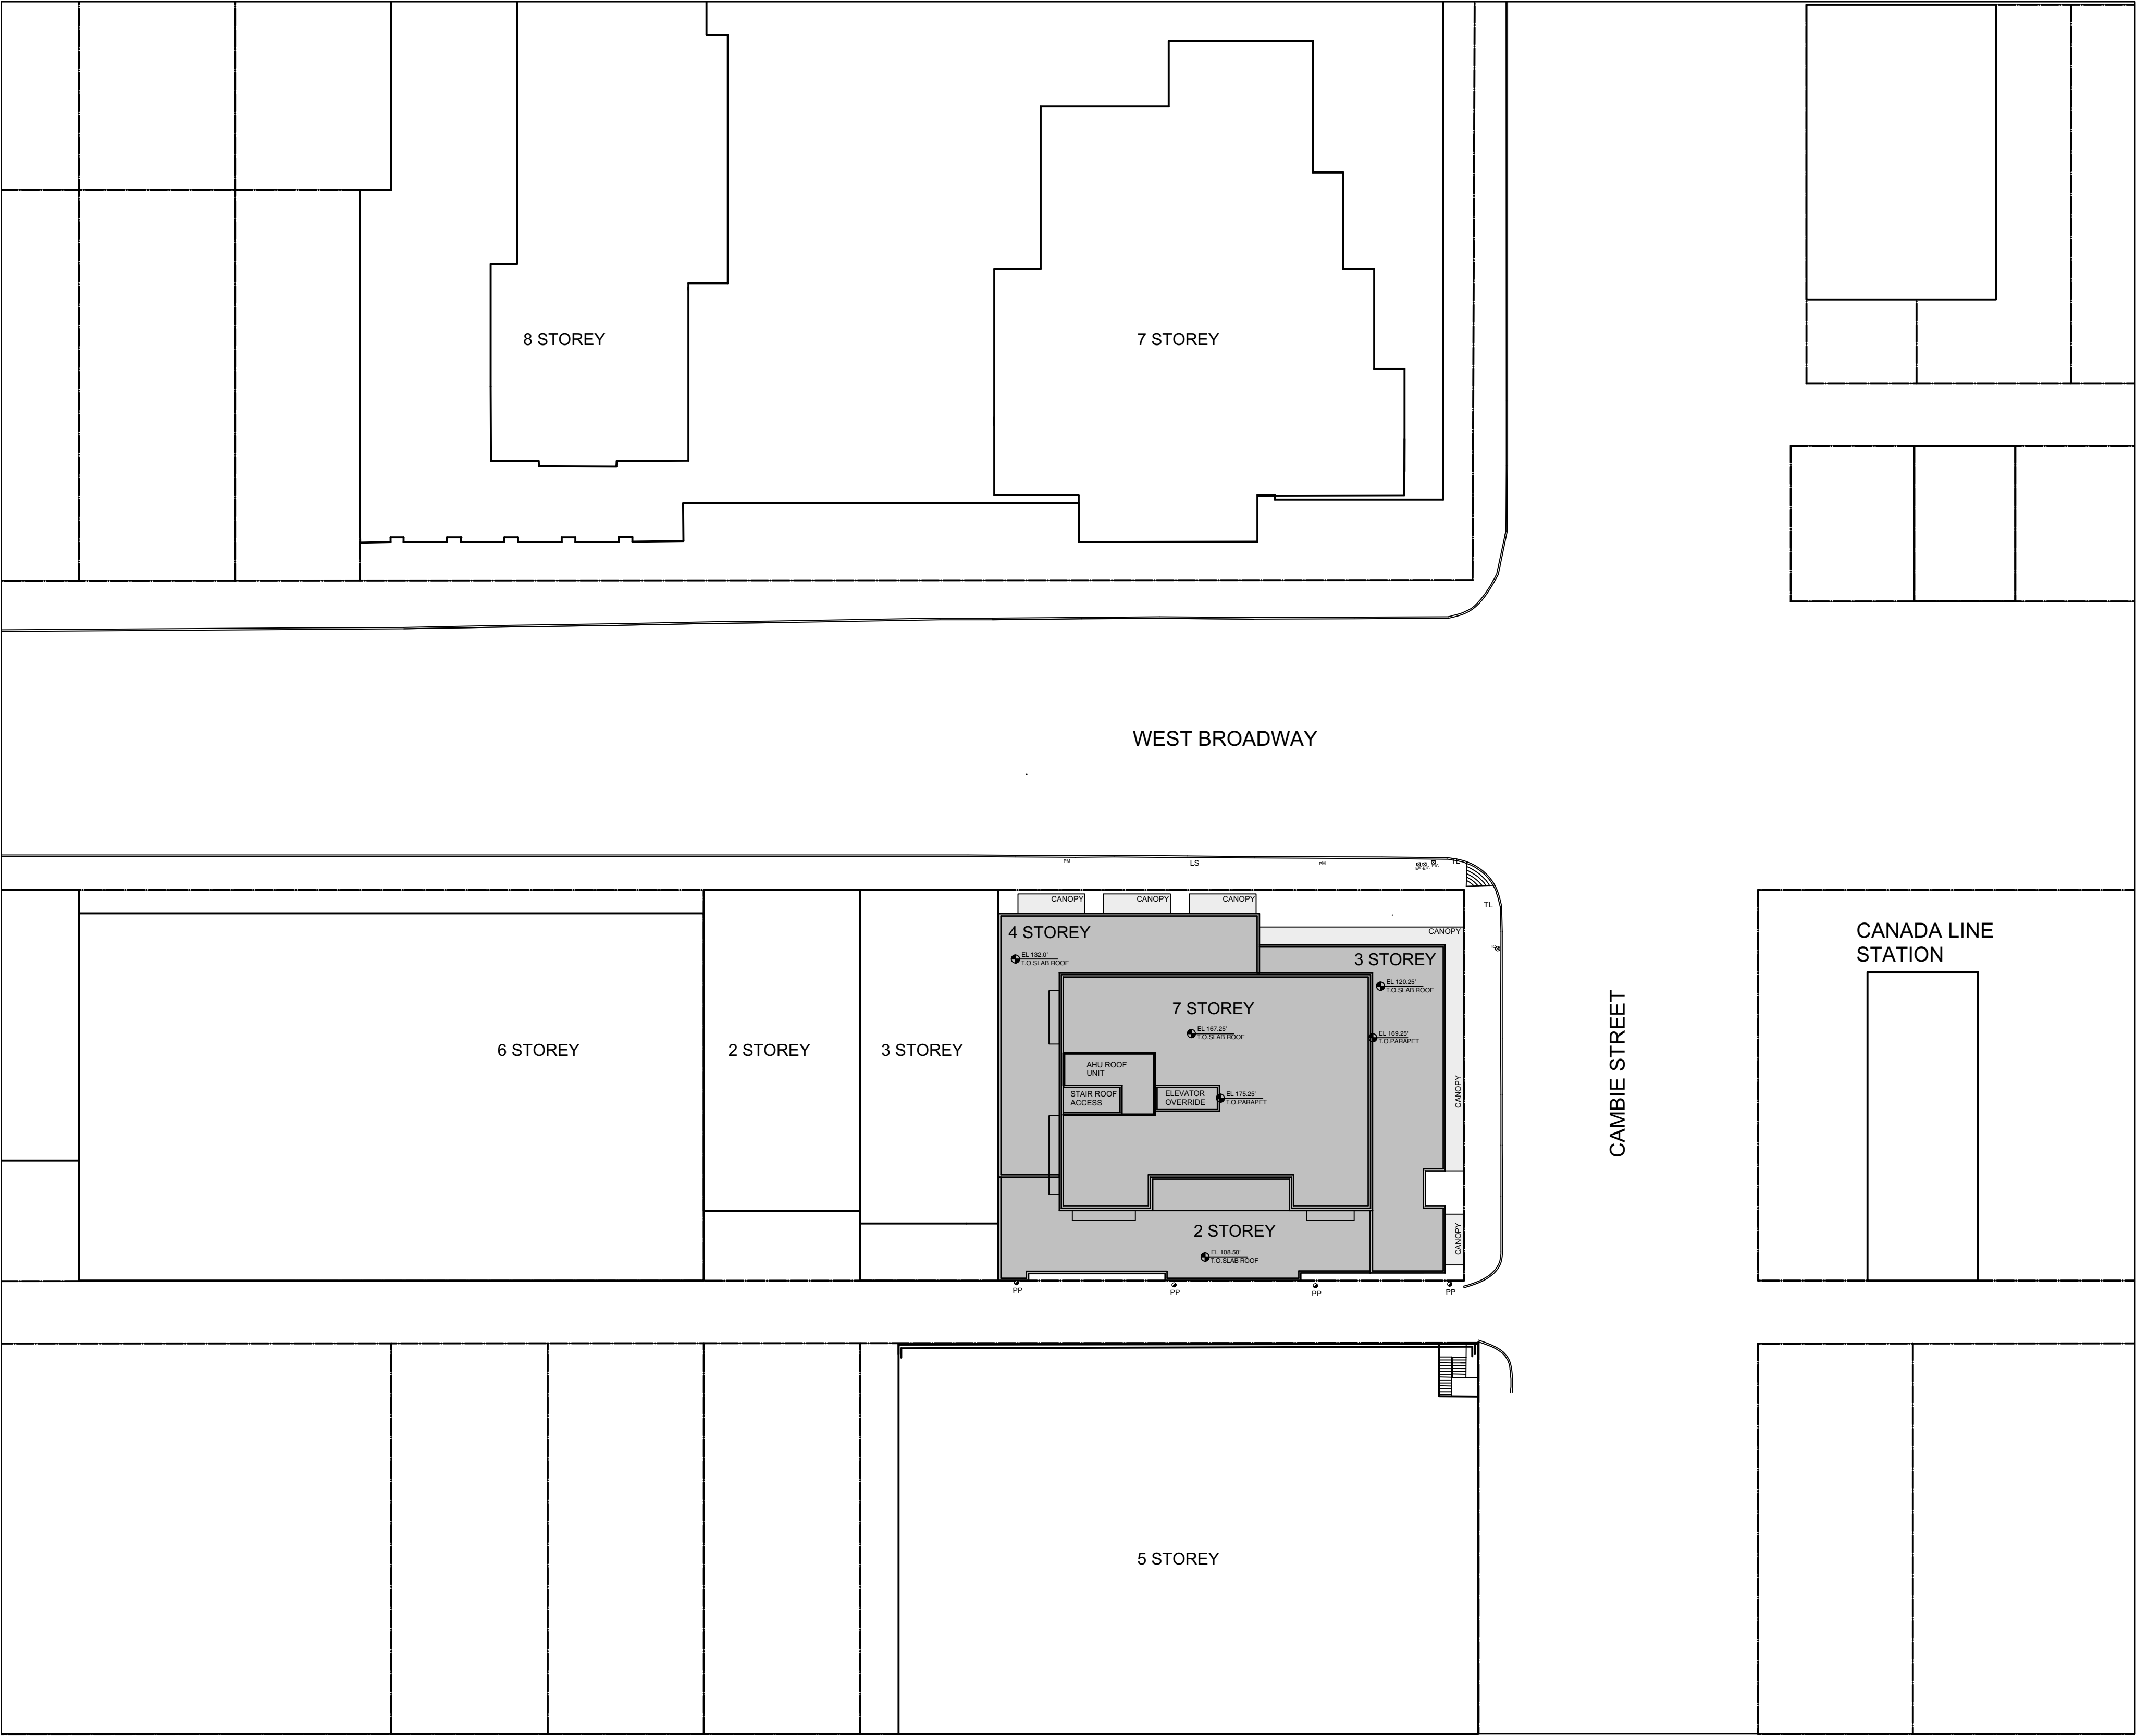 8 STOREY
7 STOREY
WEST BROADWAY
PM
LS
PM
TL
TL
CANOPY
CANOPY
CANOPY
CANOPY
4 STOREY
EL 132.0'
T.O.SLAB ROOF
3 STOREY
EL 120.25'
T.O.SLAB ROOF
7 STOREY
EL 167.25'
T.O.SLAB ROOF
EL 169.25'
T.O.PARAPET
AHU ROOF
UNIT
STAIR ROOF
ACCESS
ELEVATOR
OVERRIDE
EL 175.25'
T.O.PARAPET
CANOPY
CANOPY
2 STOREY
EL 108.50'
T.O.SLAB ROOF
PP
PP
PP
PP
6 STOREY
2 STOREY
3 STOREY
CAMBIE STREET
CANADA LINE
STATION
5 STOREY